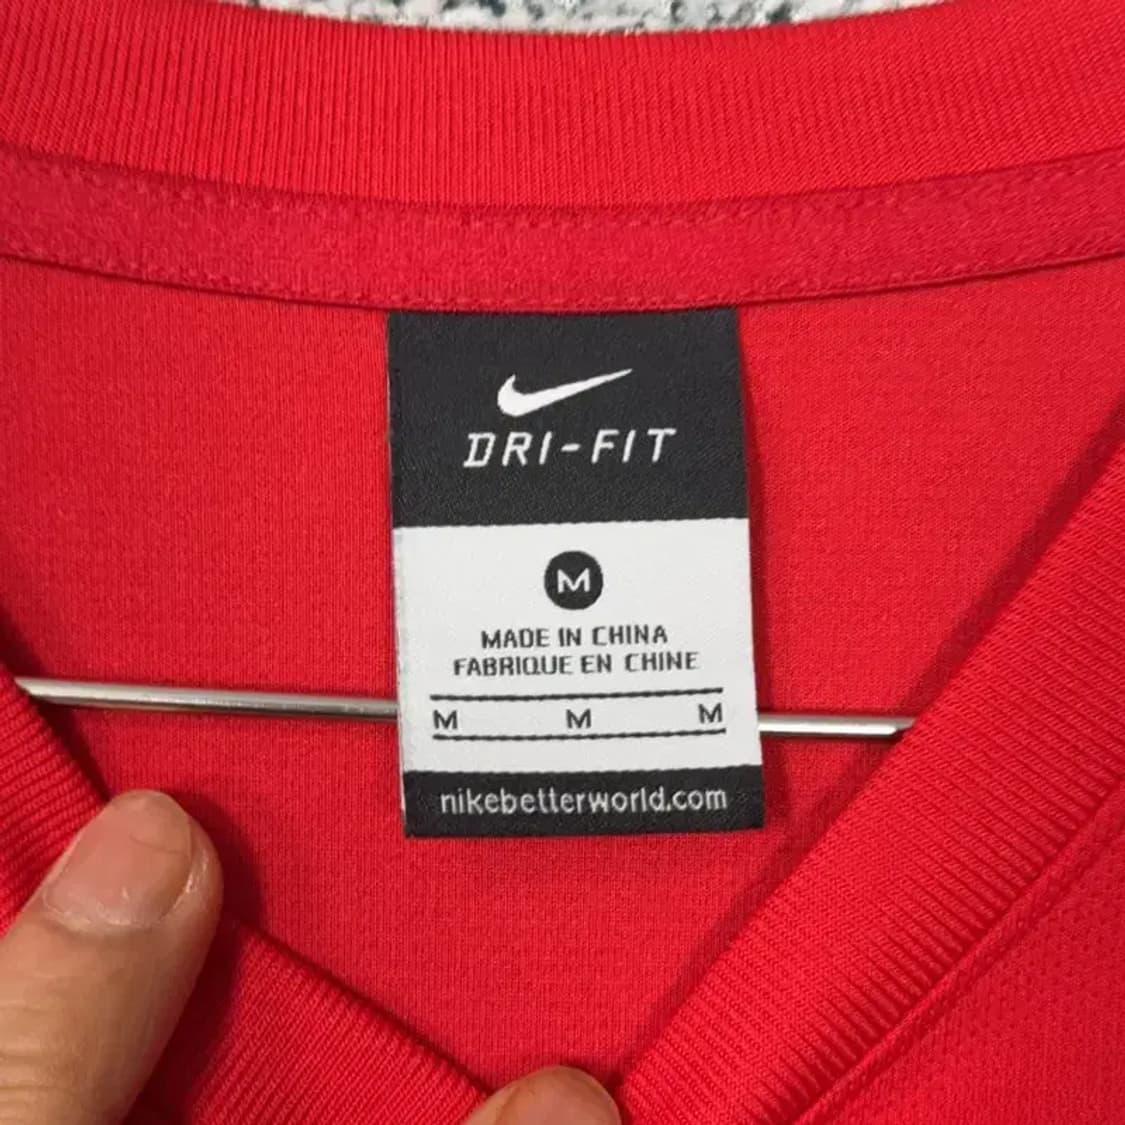 DRI-FIT
M
MADE IN CHINA
FABRIQUE EN CHINE
M M M
nikebetterworld.com